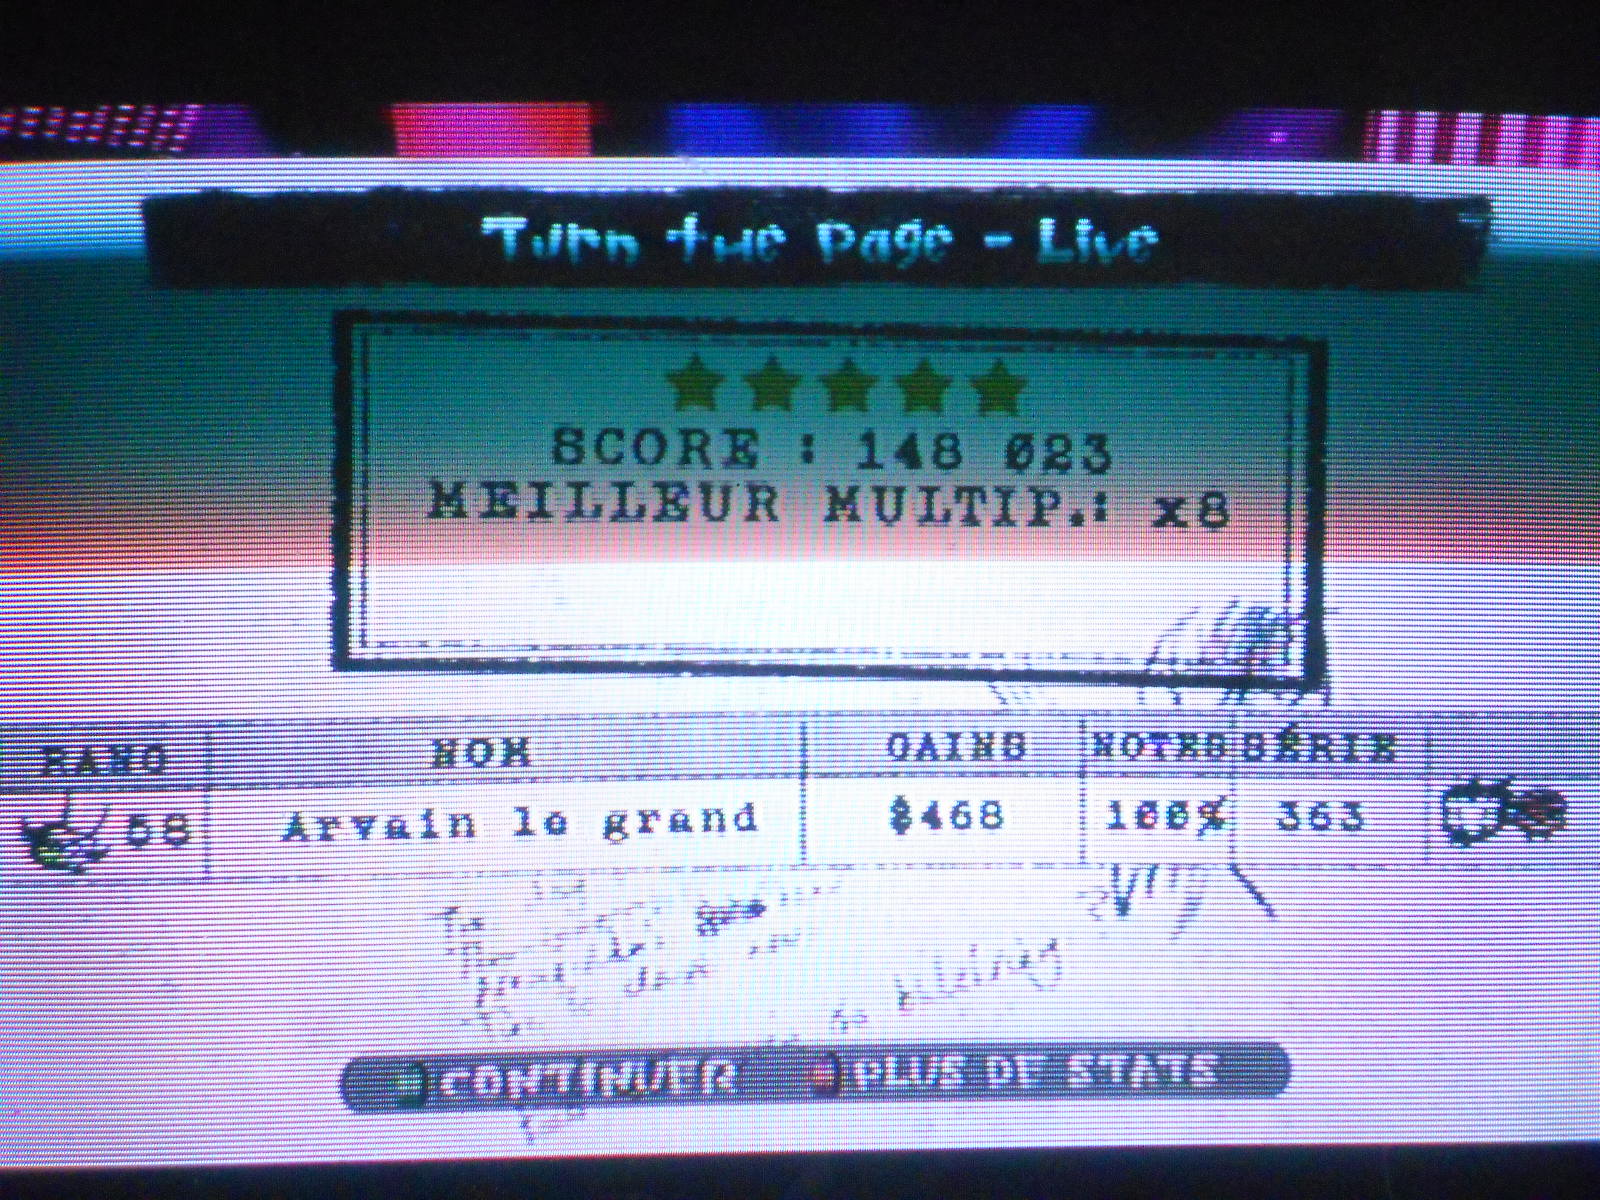 Turn the Page - Live
SCORE : 148 023
MEILLEUR MULTIP.: x8
RANG NOM GAINS NOTES SÉRIE
58 Arvain le grand $468 100% 363
CONTINUER PLUS DE STATS